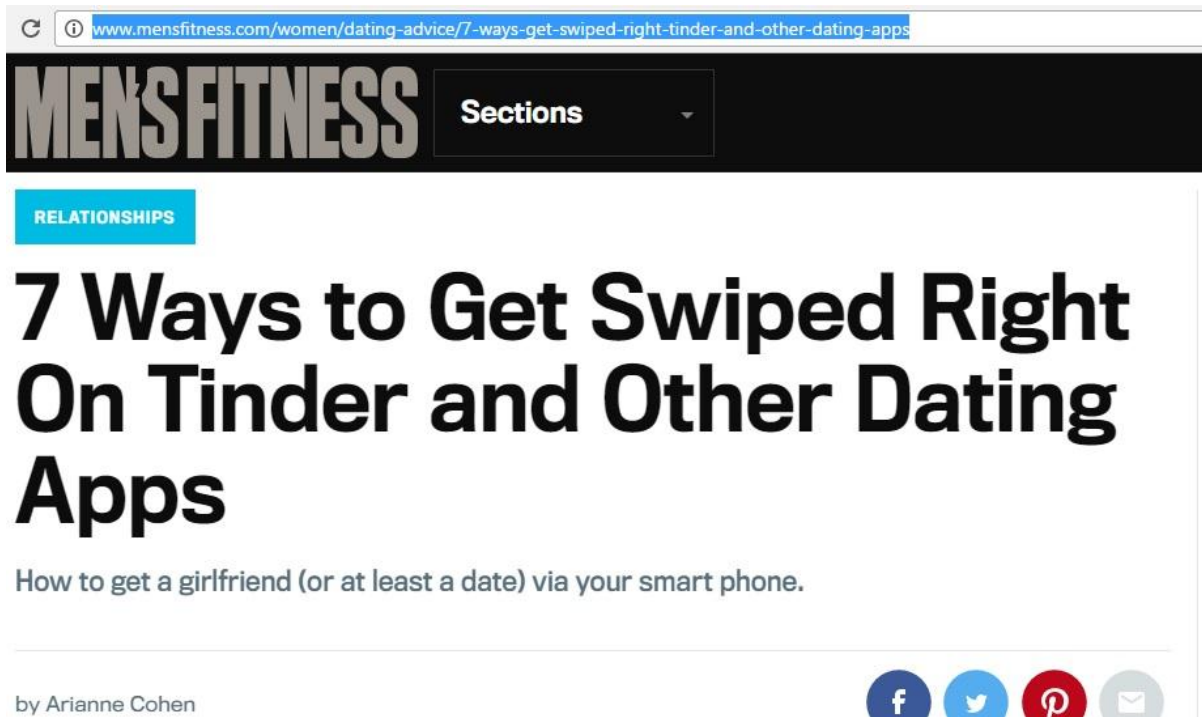 www.mensfitness.com/women/dating-advice/7-ways-get-swiped-right-tinder-and-other-dating-apps
MEN'S FITNESS
Sections
RELATIONSHIPS
7 Ways to Get Swiped Right
On Tinder and Other Dating
Apps
How to get a girlfriend (or at least a date) via your smart phone.
by Arianne Cohen